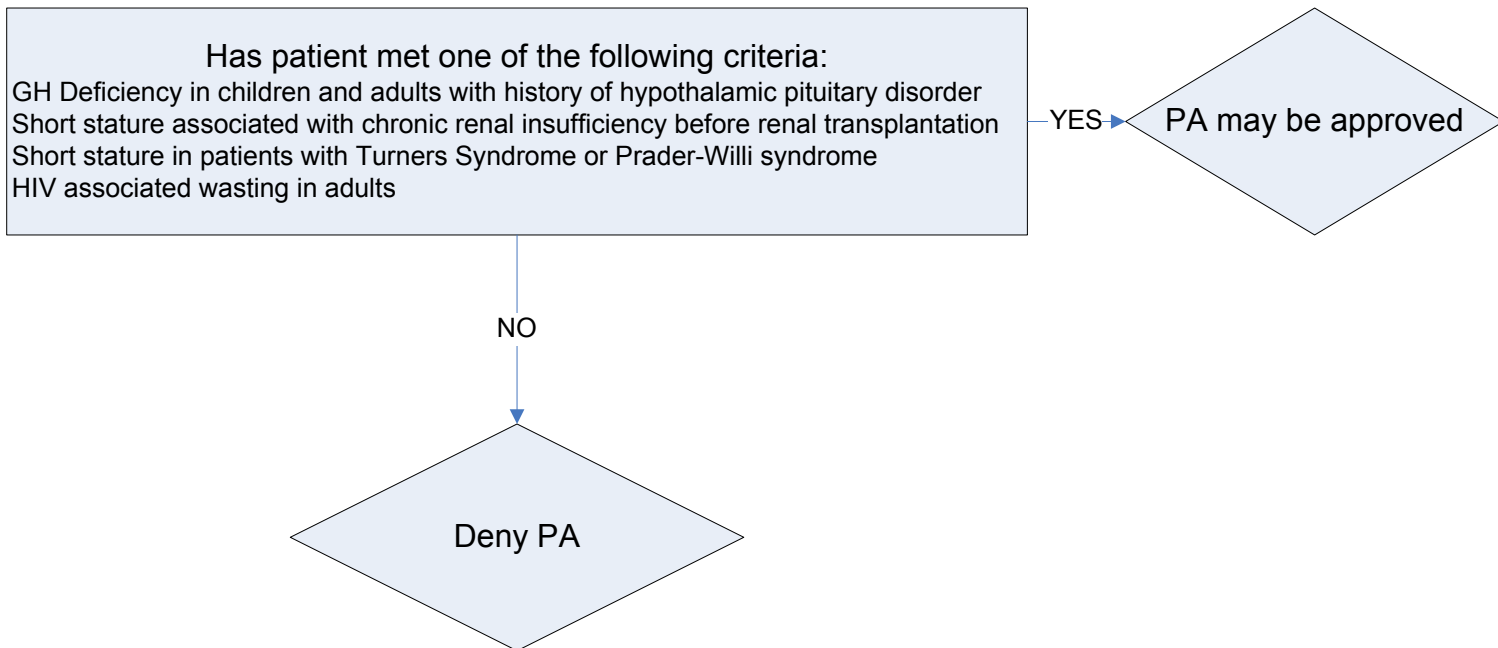 Has patient met one of the following criteria:
GH Deficiency in children and adults with history of hypothalamic pituitary disorder
Short stature associated with chronic renal insufficiency before renal transplantation
Short stature in patients with Turners Syndrome or Prader-Willi syndrome
HIV associated wasting in adults
YES
PA may be approved
NO
Deny PA